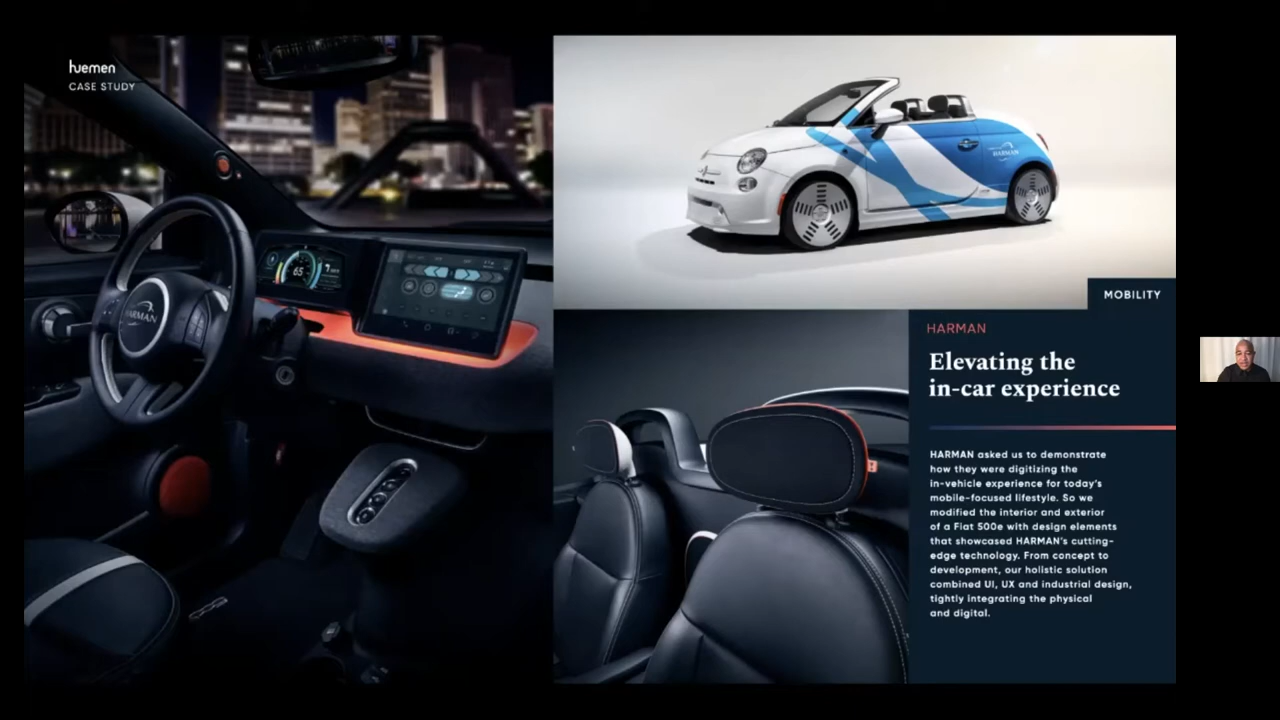 huemen
CASE STUDY
HARMAN
65
HARMAN
MOBILITY
HARMAN
Elevating the
in-car experience
HARMAN asked us to demonstrate
how they were digitizing the
in-vehicle experience for today's
mobile-focused lifestyle. So we
modified the interior and exterior
of a Fiat 500e with design elements
that showcased HARMAN's cutting-
edge technology. From concept to
development, our holistic solution
combined UI, UX and industrial design,
tightly integrating the physical
and digital.